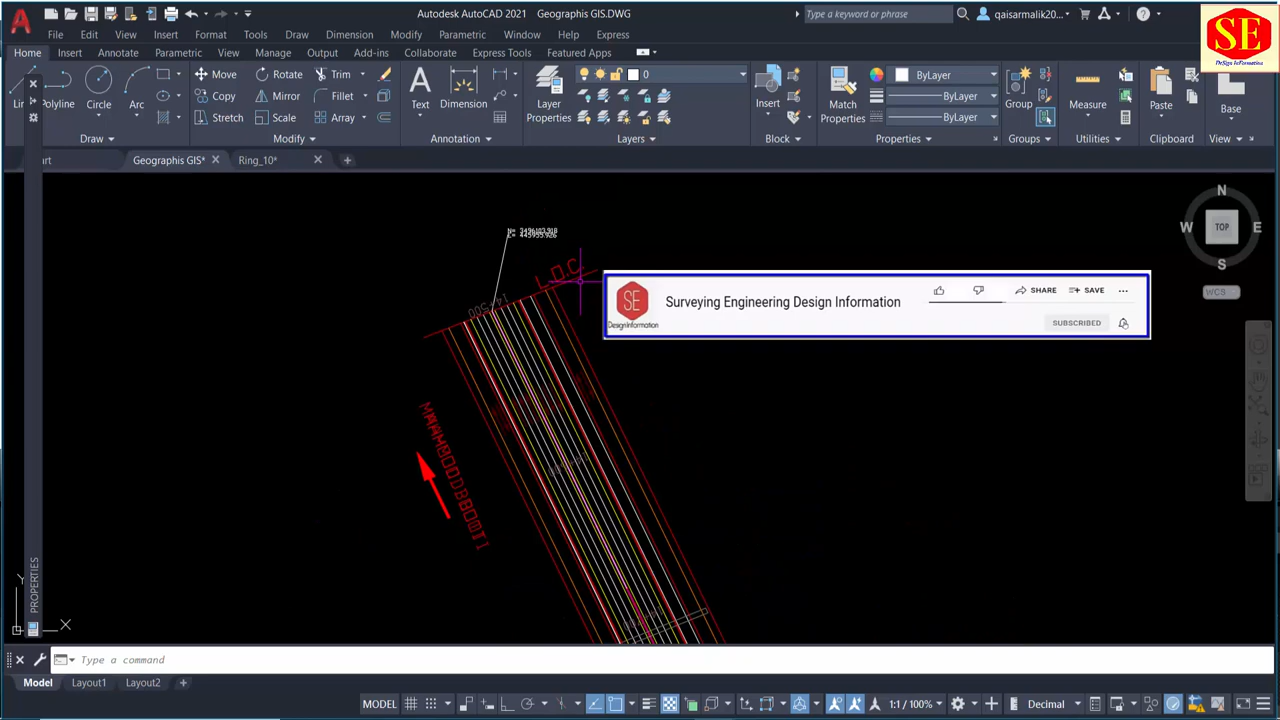 Autodesk AutoCAD 2021 Geographis GIS.DWG
Type a keyword or phrase
qaisarmalik20...
SE
DeSign InFormatiOn
File Edit View Insert Format Tools Draw Dimension Modify Parametric Window Help Express
Home Insert Annotate Parametric View Manage Output Add-ins Collaborate Express Tools Featured Apps
Polyline Circle Arc
Move Rotate Trim
Copy Mirror Fillet
Stretch Scale Array
Text Dimension
Layer Properties
0
Insert
Match Properties
ByLayer
ByLayer
ByLayer
Group
Measure
Paste
Base
Draw Modify Annotation Layers Block Properties Groups Utilities Clipboard View
Geographis GIS* Ring_10*
N
W TOP E
S
WCS
SE
DesignInformation
Surveying Engineering Design Information
SHARE SAVE ...
SUBSCRIBED
PROPERTIES
Y
X
Type a command
Model Layout1 Layout2
MODEL 1:1 / 100% Decimal